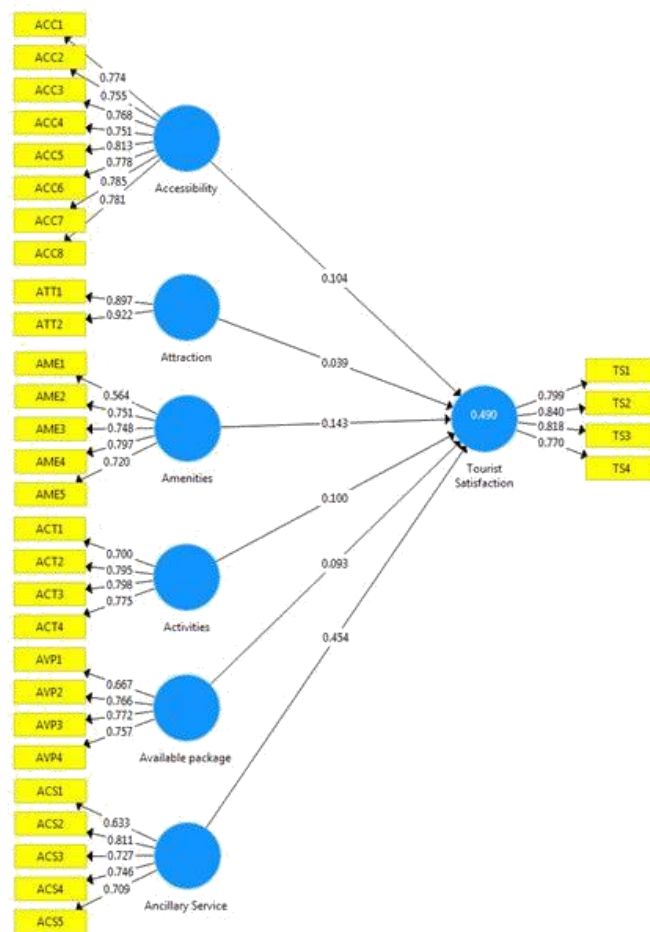 ACC1
ACC2
ACC3
ACC4
ACC5
ACC6
ACC7
ACC8
0.774
0.755
0.768
0.751
0.813
0.778
0.785
0.781
Accessibility
0.104
ATT1
ATT2
0.897
0.922
Attraction
0.039
AME1
AME2
AME3
AME4
AME5
0.564
0.751
0.748
0.797
0.720
Amenities
0.143
ACT1
ACT2
ACT3
ACT4
0.700
0.795
0.798
0.775
Activities
0.100
AVP1
AVP2
AVP3
AVP4
0.667
0.766
0.772
0.757
Available package
0.093
ACS1
ACS2
ACS3
ACS4
ACS5
0.633
0.811
0.727
0.746
0.709
Ancillary Service
0.454
0.490
Tourist
Satisfaction
0.799
0.840
0.818
0.770
TS1
TS2
TS3
TS4